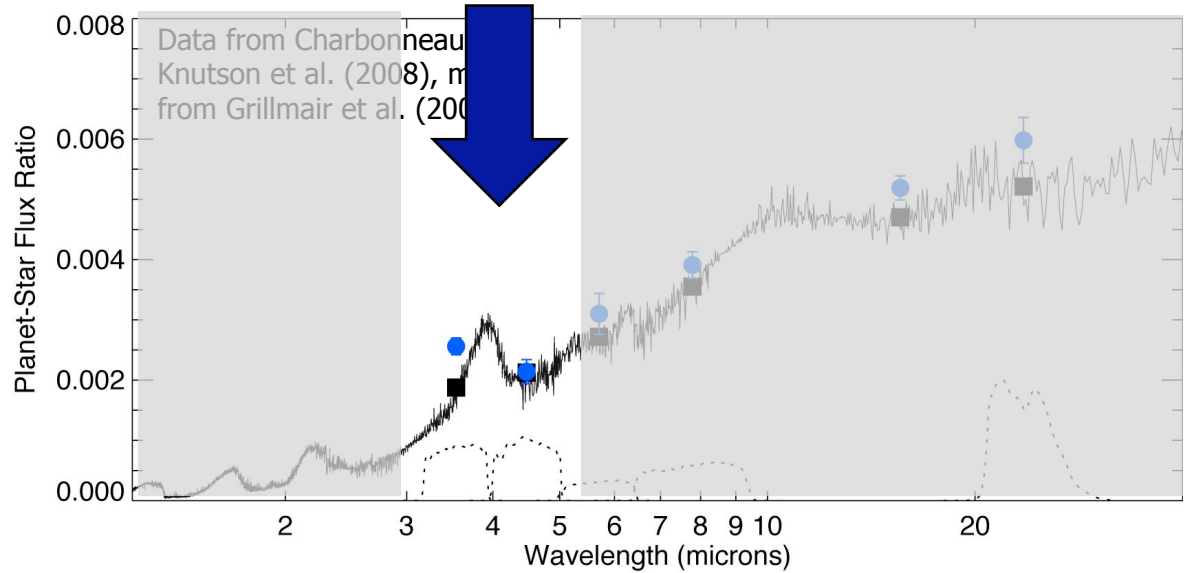 0.008
Data from Charbonneau
Knutson et al. (2008), m
from Grillmair et al. (200
0.006
0.004
0.002
0.000
Planet-Star Flux Ratio
2 3 4 5 6 7 8 9 10 20
Wavelength (microns)